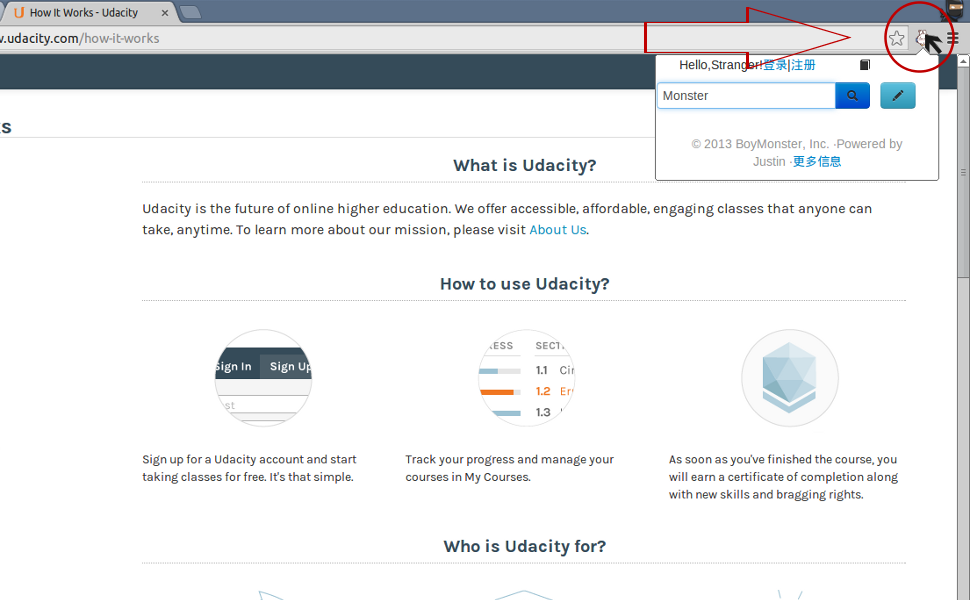 How It Works - Udacity
.udacity.com/how-it-works
Hello,Stranger!登录|注册
Monster
© 2013 BoyMonster, Inc. ·Powered by
Justin ·更多信息
ks
What is Udacity?
Udacity is the future of online higher education. We offer accessible, affordable, engaging classes that anyone can
take, anytime. To learn more about our mission, please visit About Us.
How to use Udacity?
Sign In Sign Up
st
ESS SECT
1.1 Cir
1.2 Er
1.3
Sign up for a Udacity account and start
taking classes for free. It's that simple.
Track your progress and manage your
courses in My Courses.
As soon as you've finished the course, you
will earn a certificate of completion along
with new skills and bragging rights.
Who is Udacity for?